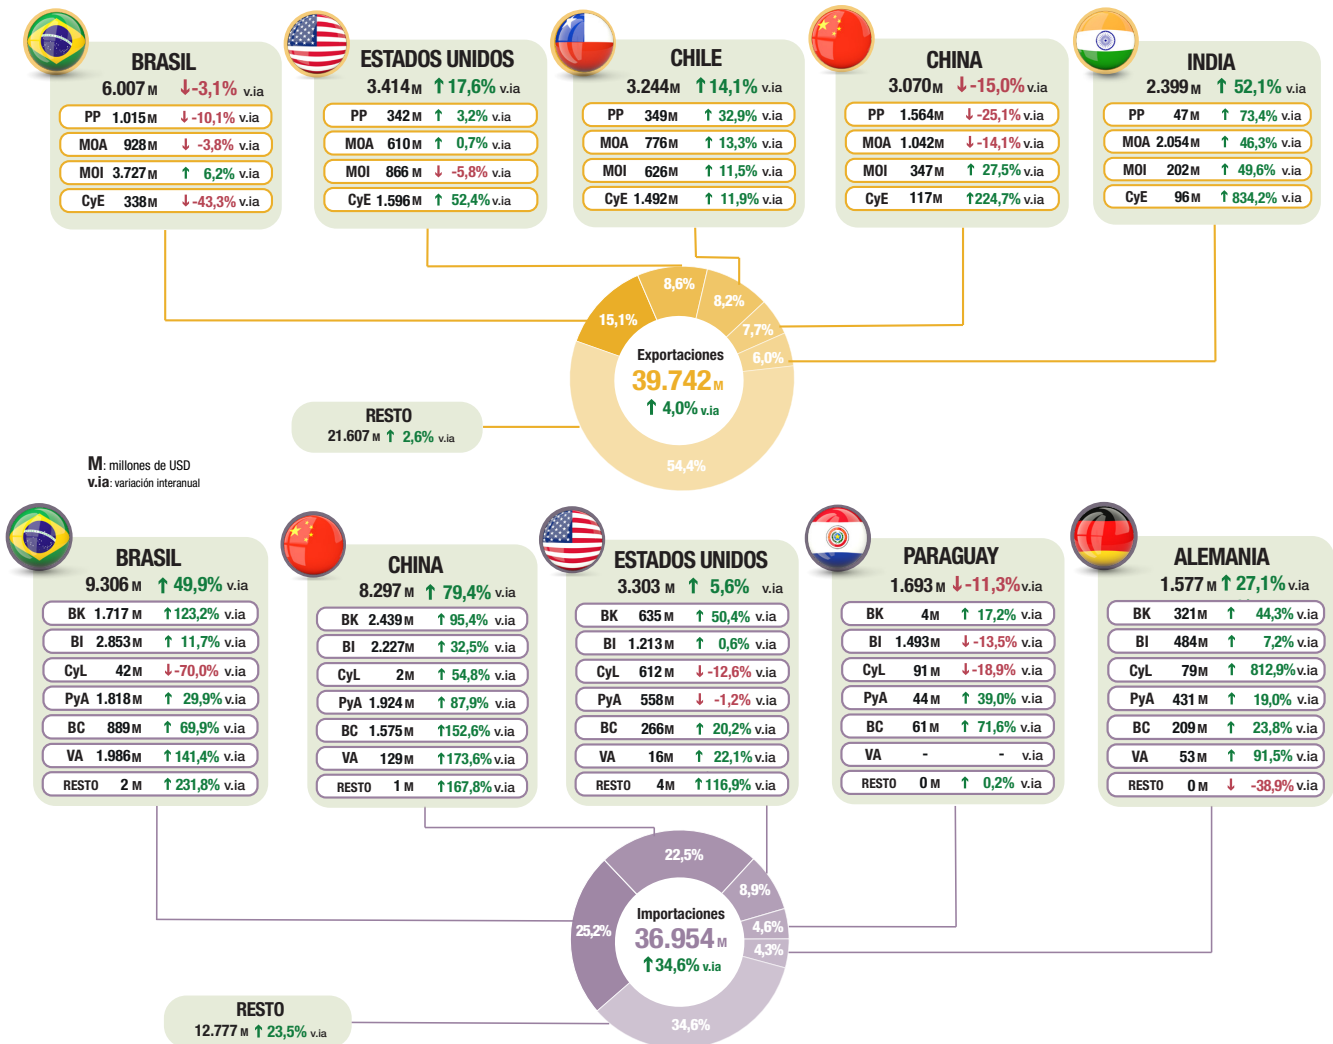 BRASIL
6.007 M ↓-3,1% v.ia
PP 1.015 M ↓ -10,1% v.ia
MOA 928 M ↓ -3,8% v.ia
MOI 3.727 M ↑ 6,2% v.ia
CyE 338 M ↓-43,3% v.ia
ESTADOS UNIDOS
3.414 M ↑ 17,6% v.ia
PP 342 M ↑ 3,2% v.ia
MOA 610 M ↑ 0,7% v.ia
MOI 866 M ↓ -5,8% v.ia
CyE 1.596 M ↑ 52,4% v.ia
CHILE
3.244 M ↑ 14,1% v.ia
PP 349 M ↑ 32,9% v.ia
MOA 776 M ↑ 13,3% v.ia
MOI 626 M ↑ 11,5% v.ia
CyE 1.492 M ↑ 11,9% v.ia
CHINA
3.070 M ↓ -15,0% v.ia
PP 1.564M ↓ -25,1% v.ia
MOA 1.042M ↓ -14,1% v.ia
MOI 347M ↑ 27,5% v.ia
CyE 117M ↑224,7% v.ia
INDIA
2.399 M ↑ 52,1% v.ia
PP 47 M ↑ 73,4% v.ia
MOA 2.054 M ↑ 46,3% v.ia
MOI 202 M ↑ 49,6% v.ia
CyE 96 M ↑ 834,2% v.ia
8,6%
8,2%
15,1%
7,7%
6,0%
Exportaciones
39.742 M
↑ 4,0% v.ia
54,4%
RESTO
21.607 M ↑ 2,6% v.ia
M: millones de USD
v.ia: variación interanual
BRASIL
9.306 M ↑ 49,9% v.ia
BK 1.717 M ↑123,2% v.ia
BI 2.853 M ↑ 11,7% v.ia
CyL 42 M ↓-70,0% v.ia
PyA 1.818 M ↑ 29,9% v.ia
BC 889 M ↑ 69,9% v.ia
VA 1.986 M ↑141,4% v.ia
RESTO 2 M ↑ 231,8% v.ia
CHINA
8.297 M ↑ 79,4% v.ia
BK 2.439 M ↑ 95,4% v.ia
BI 2.227 M ↑ 32,5% v.ia
CyL 2 M ↑ 54,8% v.ia
PyA 1.924 M ↑ 87,9% v.ia
BC 1.575 M ↑152,6% v.ia
VA 129 M ↑173,6% v.ia
RESTO 1 M ↑167,8% v.ia
ESTADOS UNIDOS
3.303 M ↑ 5,6% v.ia
BK 635 M ↑ 50,4% v.ia
BI 1.213 M ↑ 0,6% v.ia
CyL 612 M ↓ -12,6% v.ia
PyA 558 M ↓ -1,2% v.ia
BC 266 M ↑ 20,2% v.ia
VA 16M ↑ 22,1% v.ia
RESTO 4 M ↑116,9% v.ia
PARAGUAY
1.693 M ↓-11,3% v.ia
BK 4 M ↑ 17,2% v.ia
BI 1.493 M ↓-13,5% v.ia
CyL 91 M ↓-18,9% v.ia
PyA 44 M ↑ 39,0% v.ia
BC 61 M ↑ 71,6% v.ia
VA - - v.ia
RESTO 0 M ↑ 0,2% v.ia
ALEMANIA
1.577 M ↑ 27,1% v.ia
BK 321 M ↑ 44,3% v.ia
BI 484 M ↑ 7,2% v.ia
CyL 79 M ↑ 812,9% v.ia
PyA 431 M ↑ 19,0% v.ia
BC 209 M ↑ 23,8% v.ia
VA 53 M ↑ 91,5% v.ia
RESTO 0 M ↓ -38,9% v.ia
22,5%
8,9%
25,2%
4,6%
4,3%
Importaciones
36.954 M
↑34,6% v.ia
34,6%
RESTO
12.777 M ↑ 23,5% v.ia